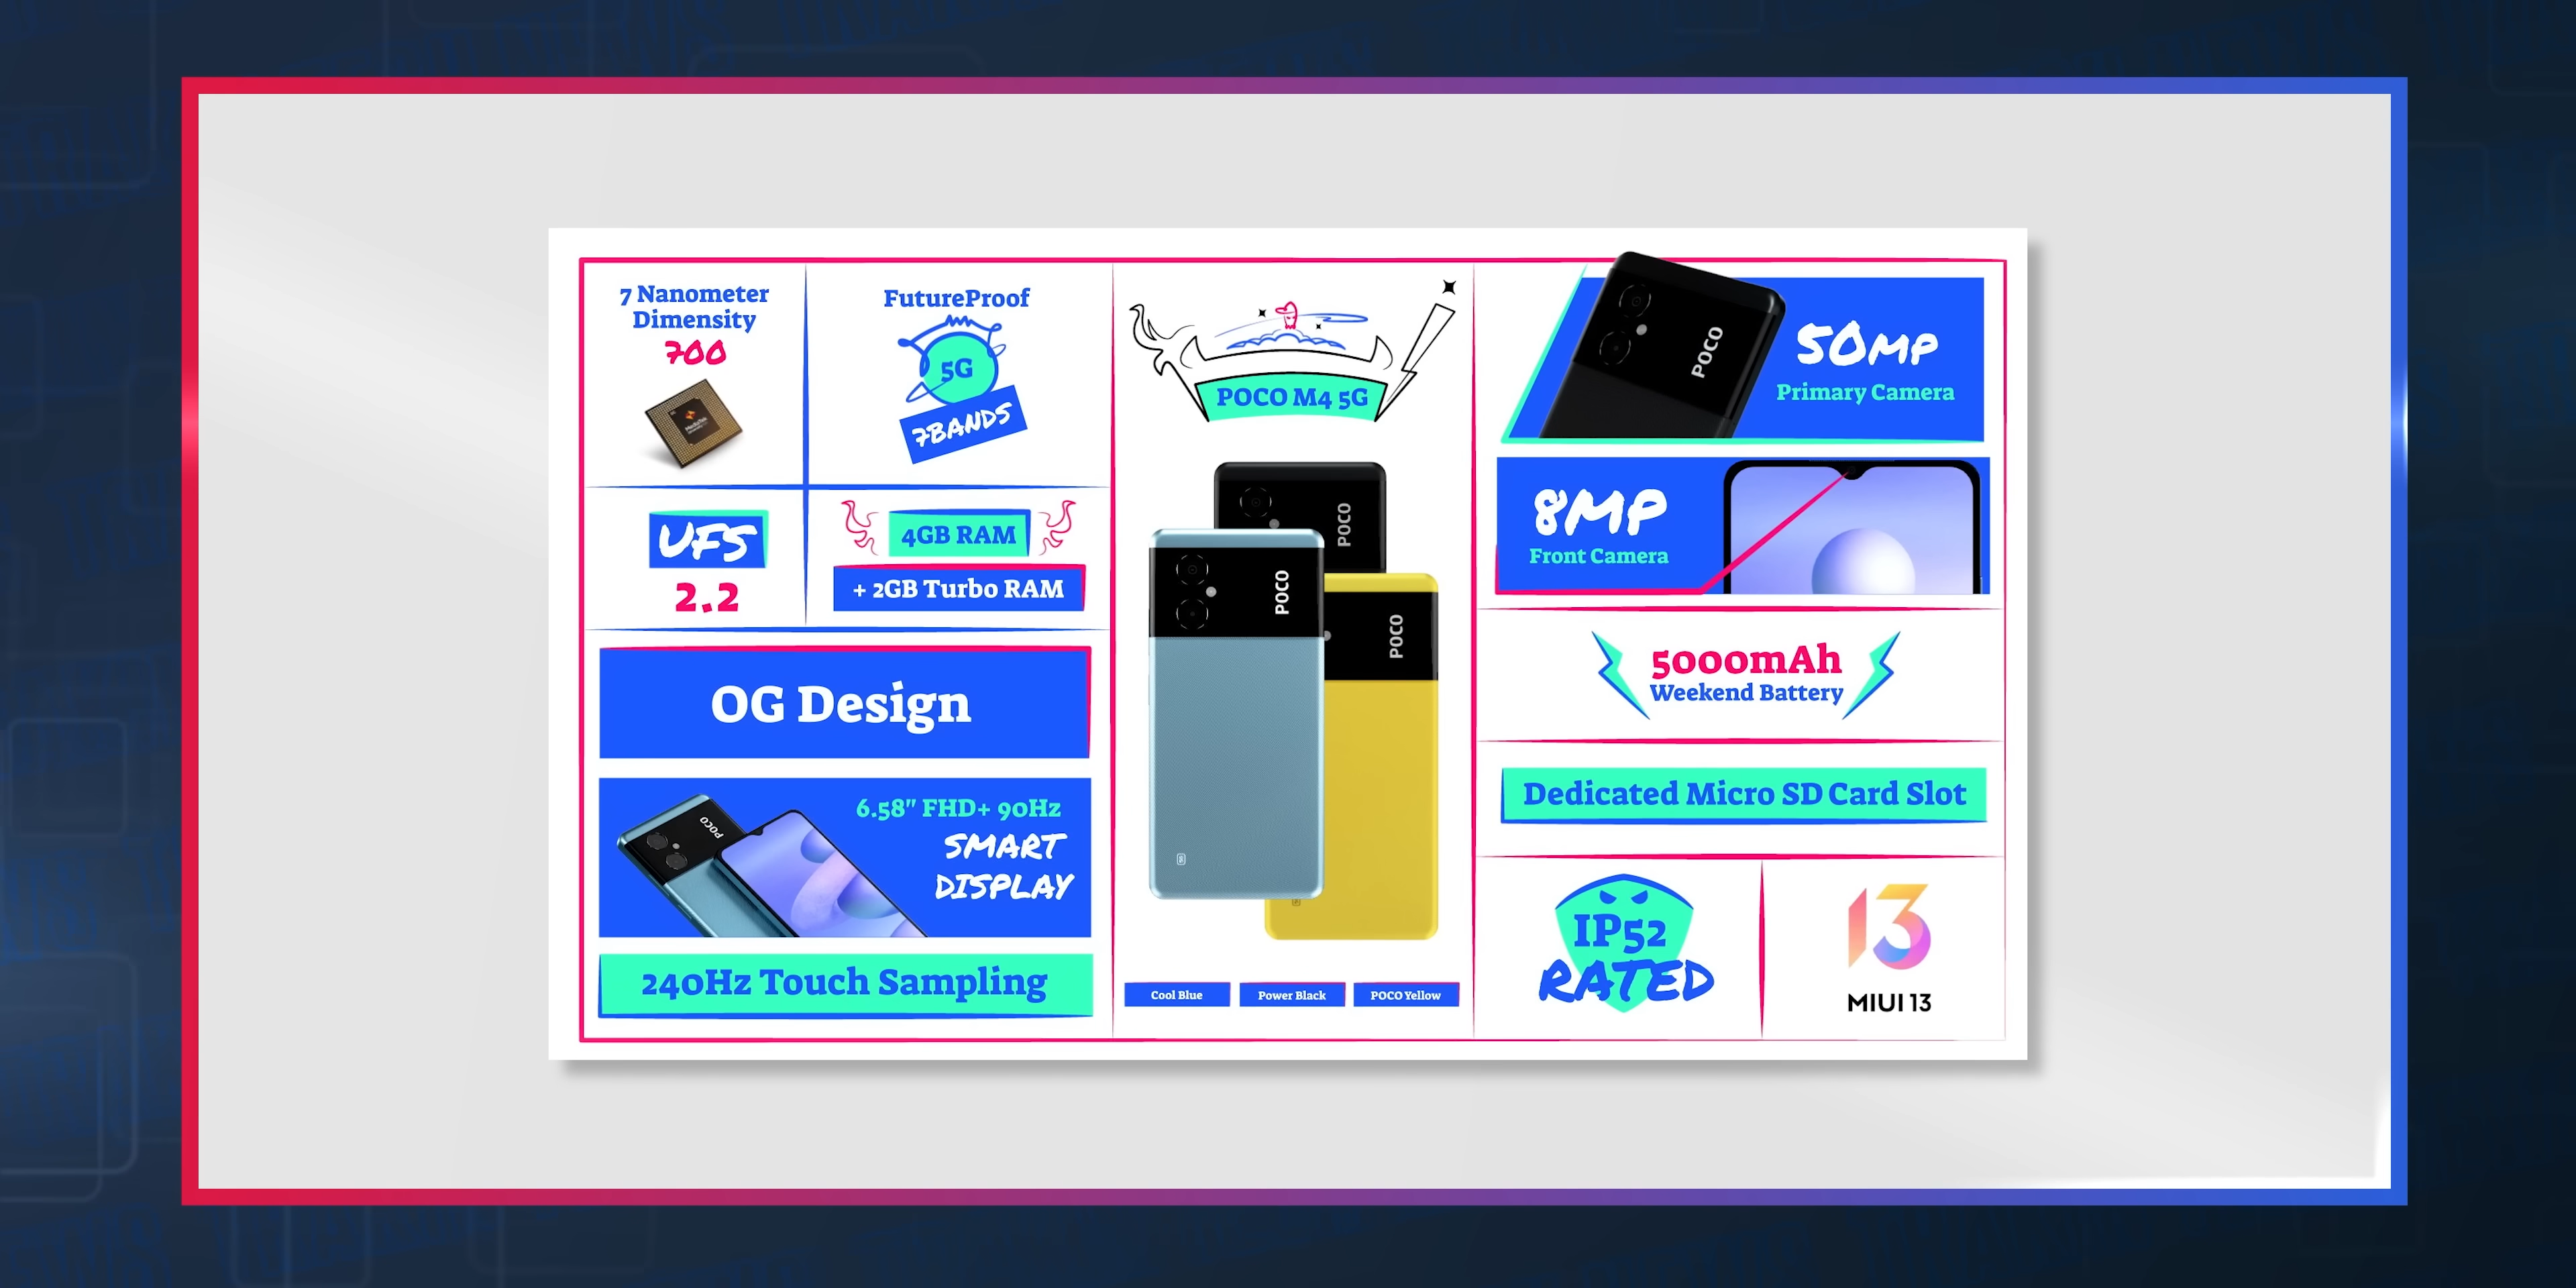 7 Nanometer
Dimensity
700
FutureProof
5G
7BANDS
UFS
2.2
4GB RAM
+ 2GB Turbo RAM
OG Design
POCO
6.58" FHD+ 90Hz
SMART
DISPLAY
240Hz Touch Sampling
POCO M4 5G
POCO
POCO
POCO
Cool Blue
Power Black
POCO Yellow
POCO
50MP
Primary Camera
8MP
Front Camera
5000mAh
Weekend Battery
Dedicated Micro SD Card Slot
IP52
RATED
13
MIUI 13